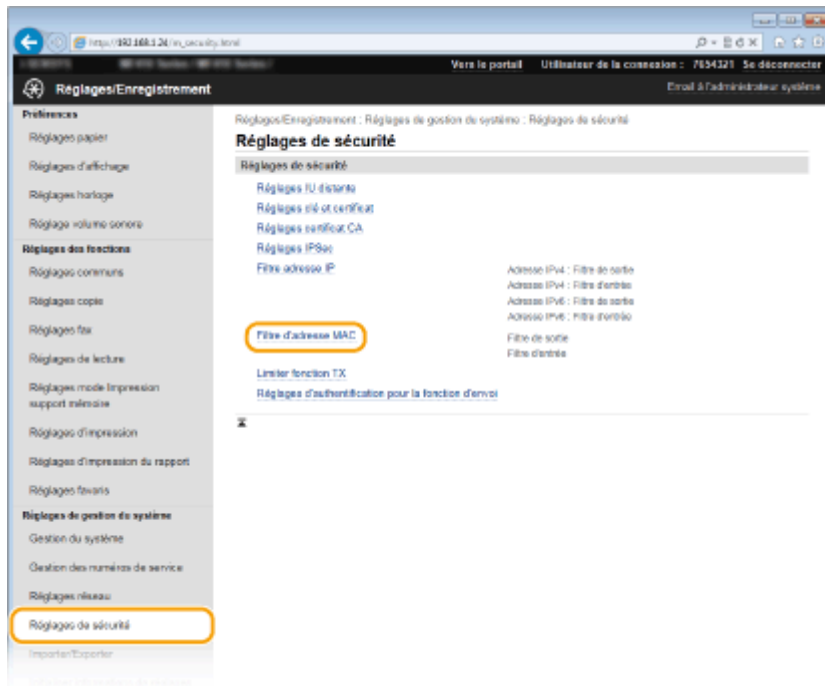 http://192.168.1.24/m_security.html
Vers le portail Utilisateur de la connexion : 7654321 Se déconnecter
Réglages/Enregistrement
Email à l'administrateur système
Préférences
Réglages papier
Réglages d'affichage
Réglages horloge
Réglage volume sonore
Réglages des fonctions
Réglages communs
Réglages copie
Réglages fax
Réglages de lecture
Réglages mode Impression
support mémoire
Réglages d'impression
Réglages d'impression du rapport
Réglages favoris
Réglages de gestion du système
Gestion du système
Gestion des numéros de service
Réglages réseau
Réglages de sécurité
Importer/Exporter
Réglages/Enregistrement : Réglages de gestion du système : Réglages de sécurité
Réglages de sécurité
Réglages de sécurité
Réglages IU distante
Réglages clé et certificat
Réglages certificat CA
Réglages IPSec
Filtre adresse IP
Adresse IPv4 : Filtre de sortie
Adresse IPv4 : Filtre d'entrée
Adresse IPv6 : Filtre de sortie
Adresse IPv6 : Filtre d'entrée
Filtre d'adresse MAC
Filtre de sortie
Filtre d'entrée
Limiter fonction TX
Réglages d'authentification pour la fonction d'envoi